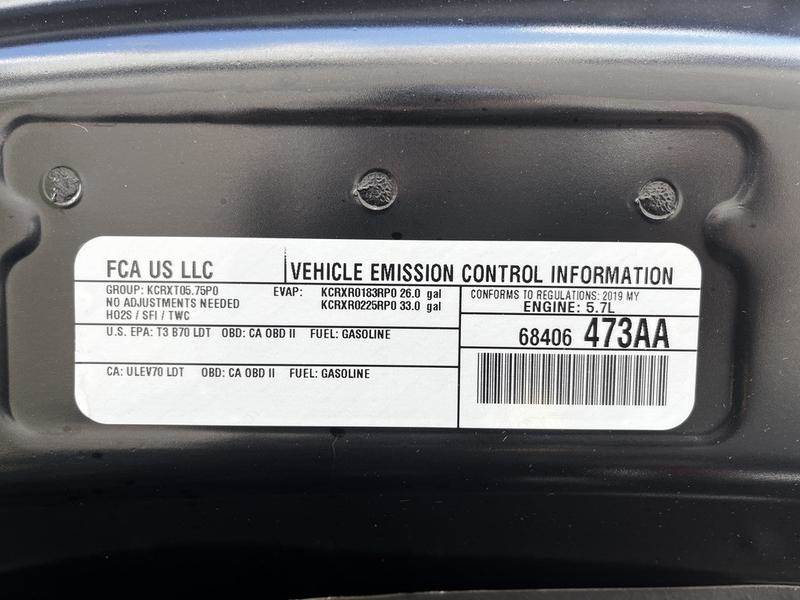 FCA US LLC
VEHICLE EMISSION CONTROL INFORMATION
GROUP: KCRXT05.75P0
NO ADJUSTMENTS NEEDED
HO2S / SFI / TWC
EVAP: KCRXR0183RP0 26.0 gal
KCRXR0225RP0 33.0 gal
CONFORMS TO REGULATIONS: 2019 MY
ENGINE: 5.7L
U.S. EPA: T3 B70 LDT OBD: CA OBD II FUEL: GASOLINE
68406 473AA
CA: ULEV70 LDT OBD: CA OBD II FUEL: GASOLINE